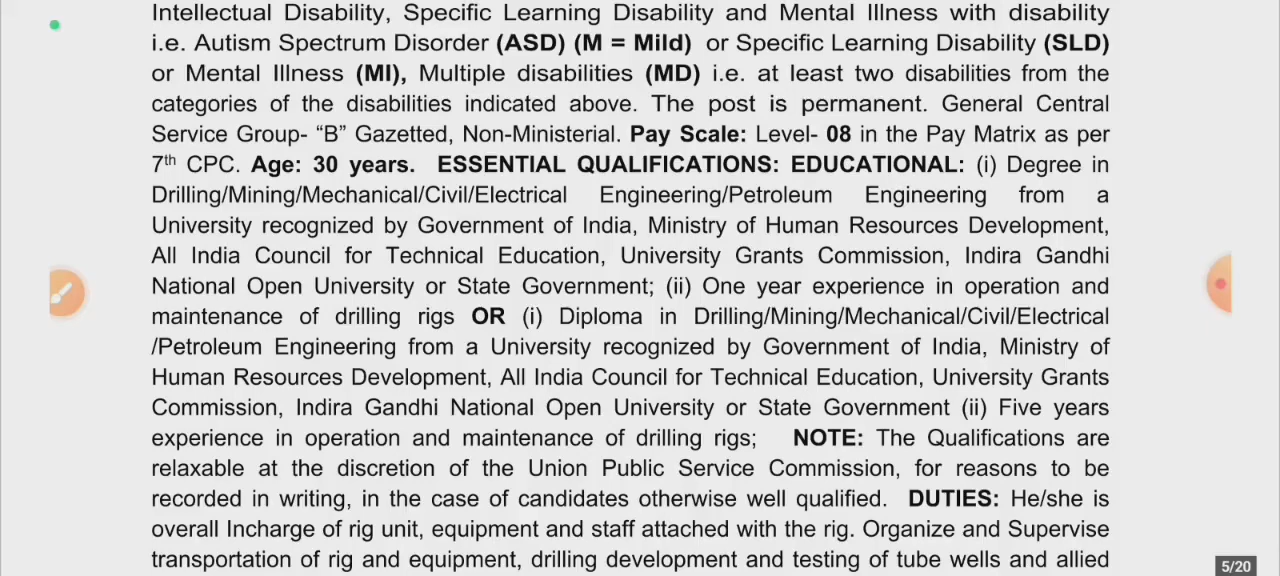 Intellectual Disability, Specific Learning Disability and Mental Illness with disability
i.e. Autism Spectrum Disorder (ASD) (M = Mild) or Specific Learning Disability (SLD)
or Mental Illness (MI), Multiple disabilities (MD) i.e. at least two disabilities from the
categories of the disabilities indicated above. The post is permanent. General Central
Service Group- “B” Gazetted, Non-Ministerial. Pay Scale: Level- 08 in the Pay Matrix as per
7th CPC. Age: 30 years. ESSENTIAL QUALIFICATIONS: EDUCATIONAL: (i) Degree in
Drilling/Mining/Mechanical/Civil/Electrical Engineering/Petroleum Engineering from a
University recognized by Government of India, Ministry of Human Resources Development,
All India Council for Technical Education, University Grants Commission, Indira Gandhi
National Open University or State Government; (ii) One year experience in operation and
maintenance of drilling rigs OR (i) Diploma in Drilling/Mining/Mechanical/Civil/Electrical
/Petroleum Engineering from a University recognized by Government of India, Ministry of
Human Resources Development, All India Council for Technical Education, University Grants
Commission, Indira Gandhi National Open University or State Government (ii) Five years
experience in operation and maintenance of drilling rigs; NOTE: The Qualifications are
relaxable at the discretion of the Union Public Service Commission, for reasons to be
recorded in writing, in the case of candidates otherwise well qualified. DUTIES: He/she is
overall Incharge of rig unit, equipment and staff attached with the rig. Organize and Supervise
transportation of rig and equipment, drilling development and testing of tube wells and allied
5/20